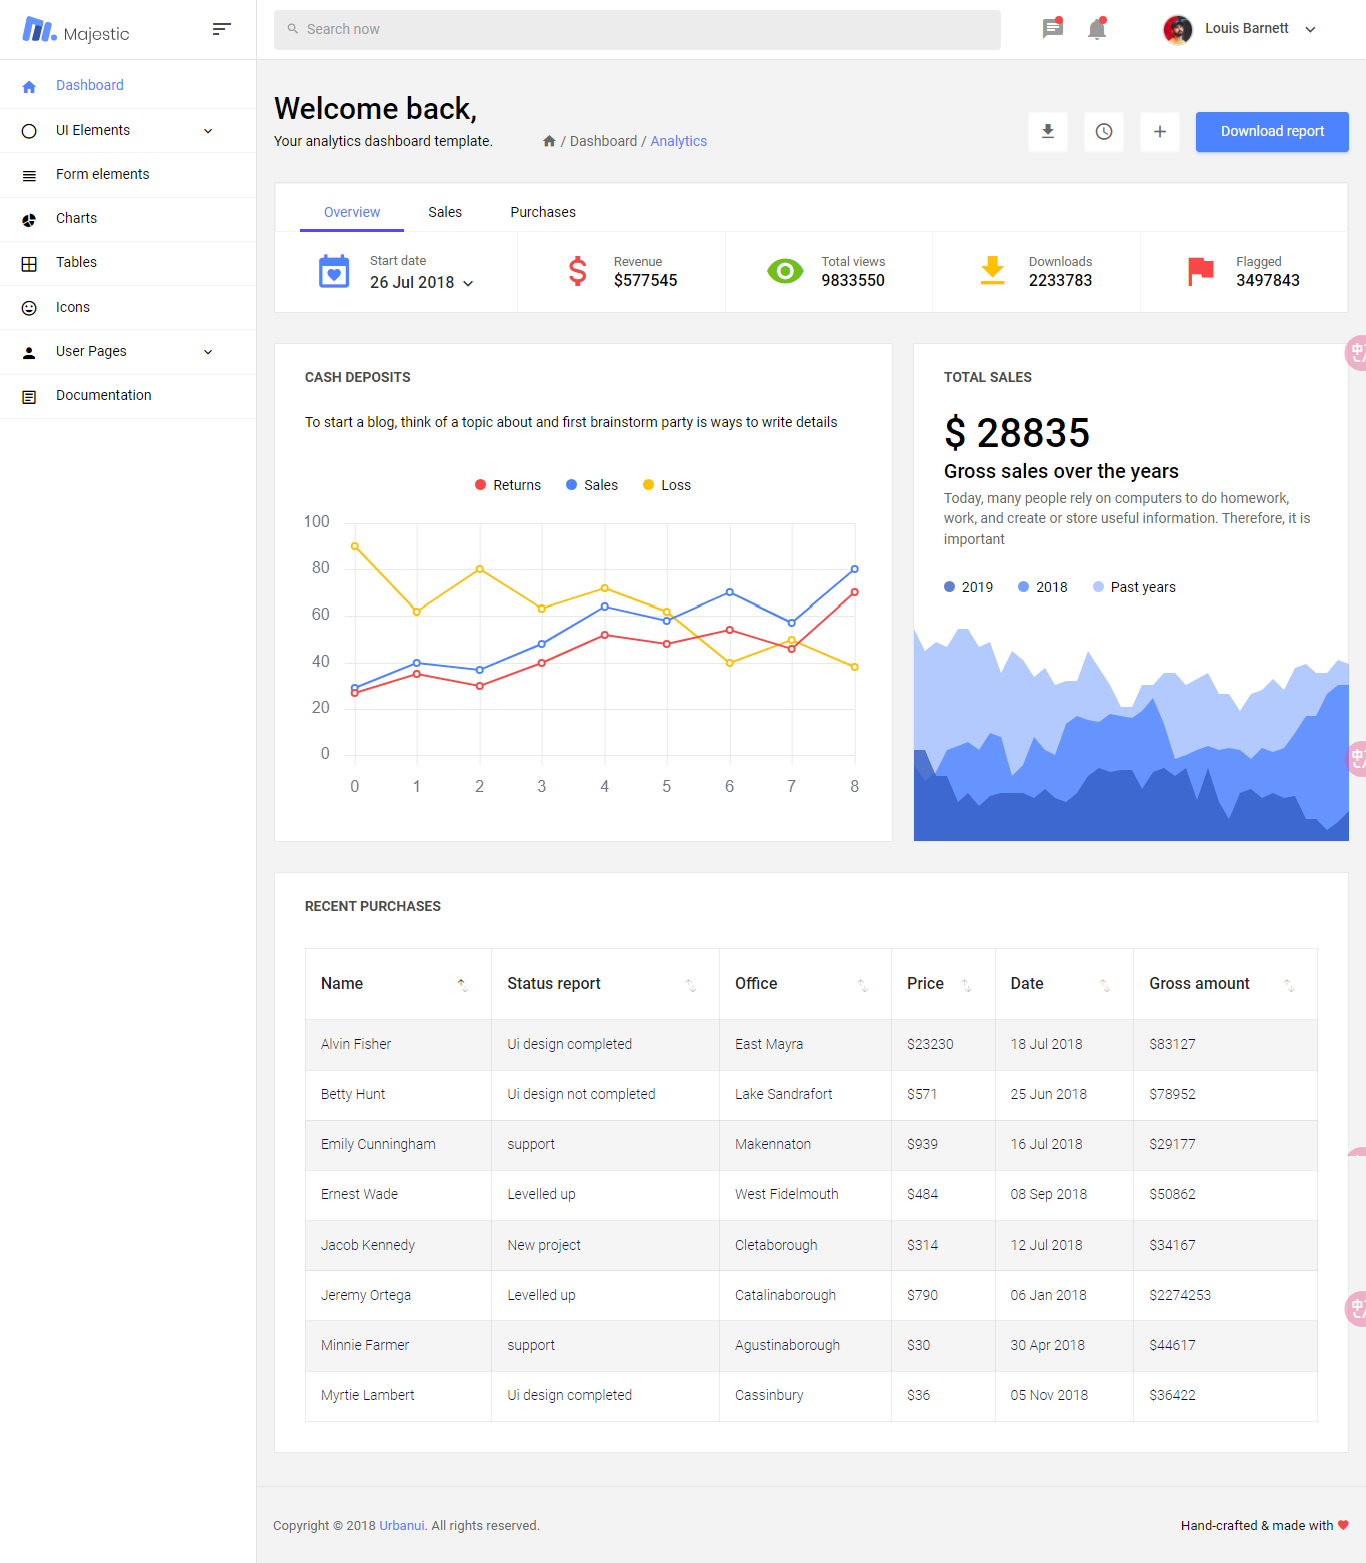 Majestic
Search now
Louis Barnett
Dashboard
UI Elements
Form elements
Charts
Tables
Icons
User Pages
Documentation
Welcome back,
Your analytics dashboard template.
/ Dashboard / Analytics
Download report
Overview Sales Purchases
Start date
26 Jul 2018
Revenue
$577545
Total views
9833550
Downloads
2233783
Flagged
3497843
CASH DEPOSITS
To start a blog, think of a topic about and first brainstorm party is ways to write details
Returns Sales Loss
100
80
60
40
20
0
0 1 2 3 4 5 6 7 8
TOTAL SALES
$ 28835
Gross sales over the years
Today, many people rely on computers to do homework,
work, and create or store useful information. Therefore, it is
important
2019 2018 Past years
RECENT PURCHASES
Name Status report Office Price Date Gross amount
Alvin Fisher Ui design completed East Mayra $23230 18 Jul 2018 $83127
Betty Hunt Ui design not completed Lake Sandrafort $571 25 Jun 2018 $78952
Emily Cunningham support Makennaton $939 16 Jul 2018 $29177
Ernest Wade Levelled up West Fidelmouth $484 08 Sep 2018 $50862
Jacob Kennedy New project Cletaborough $314 12 Jul 2018 $34167
Jeremy Ortega Levelled up Catalinaborough $790 06 Jan 2018 $2274253
Minnie Farmer support Agustinaborough $30 30 Apr 2018 $44617
Myrtie Lambert Ui design completed Cassinbury $36 05 Nov 2018 $36422
Copyright © 2018 Urbanui. All rights reserved.
Hand-crafted & made with